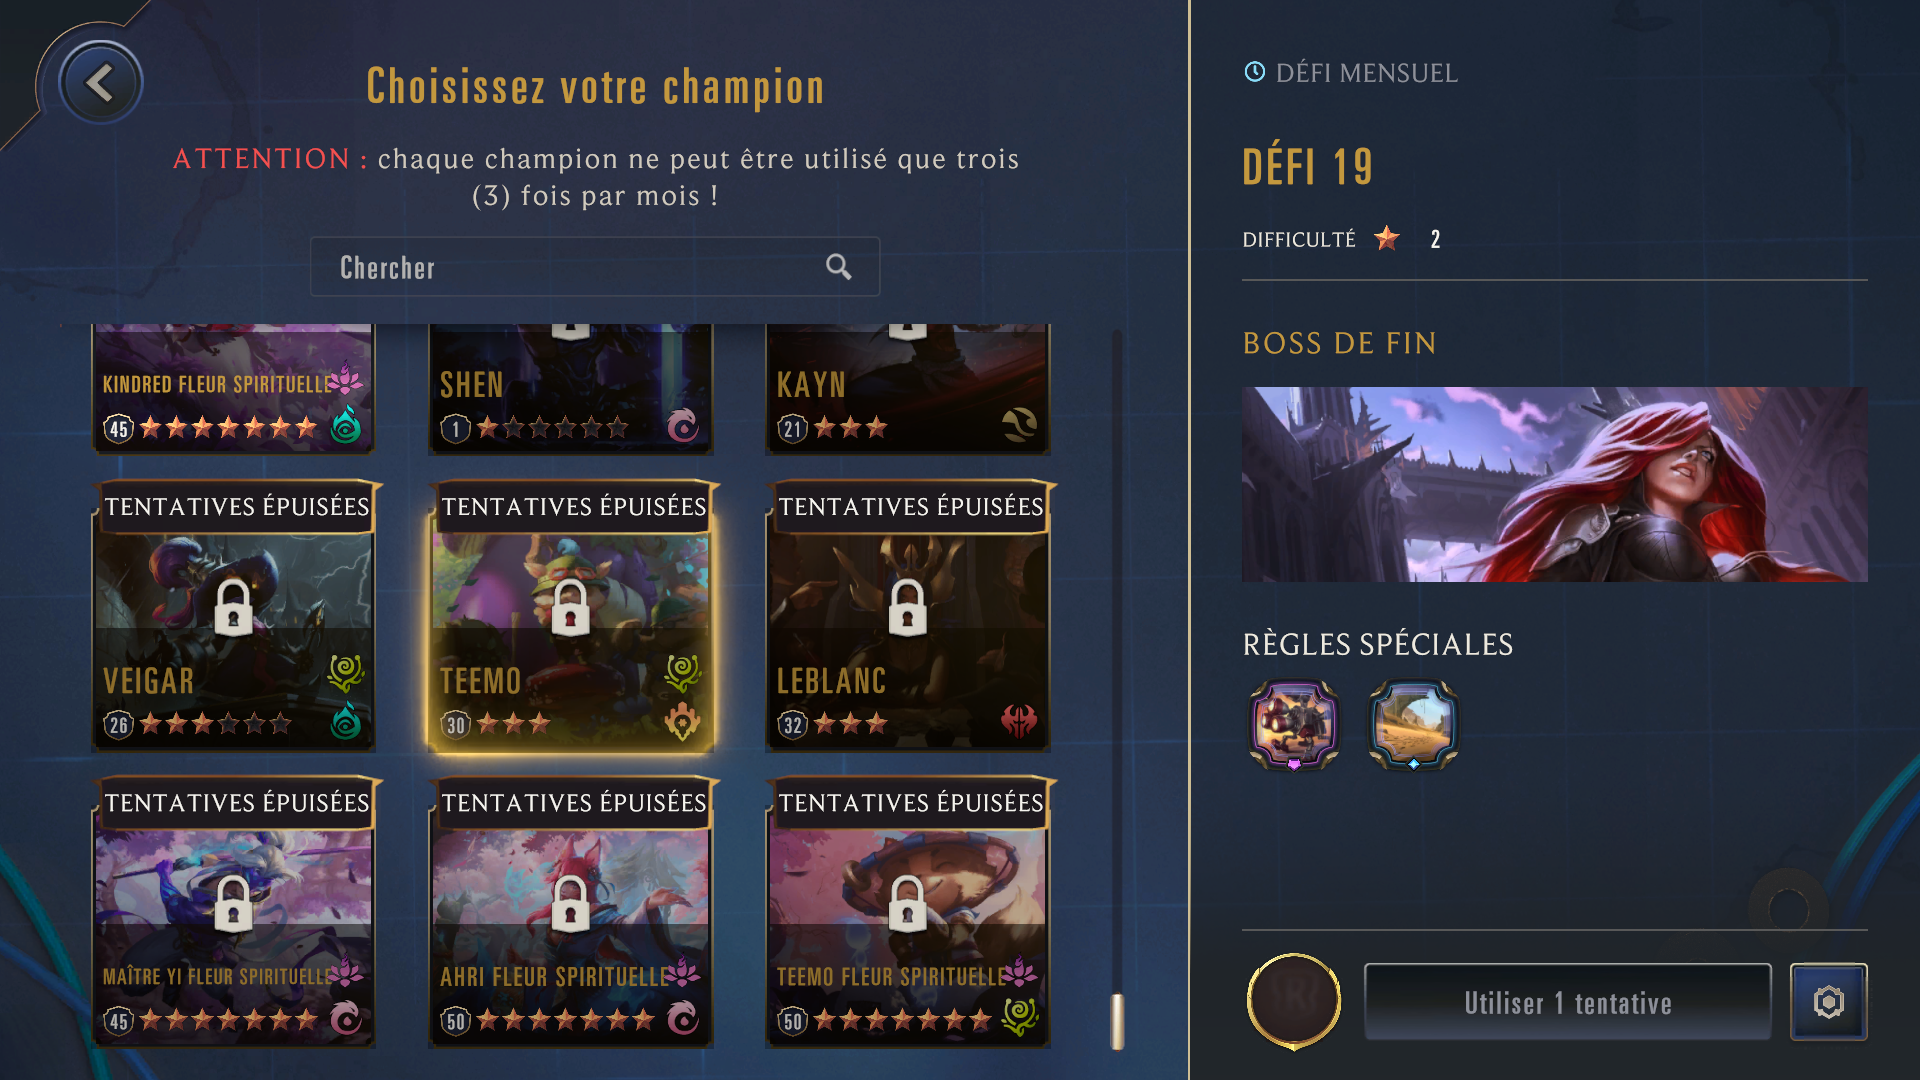 Choisissez votre champion
ATTENTION : chaque champion ne peut être utilisé que trois
(3) fois par mois !
Chercher
KINDRED FLEUR SPIRITUELLE
45
SHEN
1
KAYN
21
TENTATIVES ÉPUISÉES
VEIGAR
26
TENTATIVES ÉPUISÉES
TEEMO
30
TENTATIVES ÉPUISÉES
LEBLANC
32
TENTATIVES ÉPUISÉES
MAÎTRE YI FLEUR SPIRITUELLE
45
TENTATIVES ÉPUISÉES
AHRI FLEUR SPIRITUELLE
50
TENTATIVES ÉPUISÉES
TEEMO FLEUR SPIRITUELLE
50
DÉFI MENSUEL
DÉFI 19
DIFFICULTÉ 2
BOSS DE FIN
RÈGLES SPÉCIALES
Utiliser 1 tentative